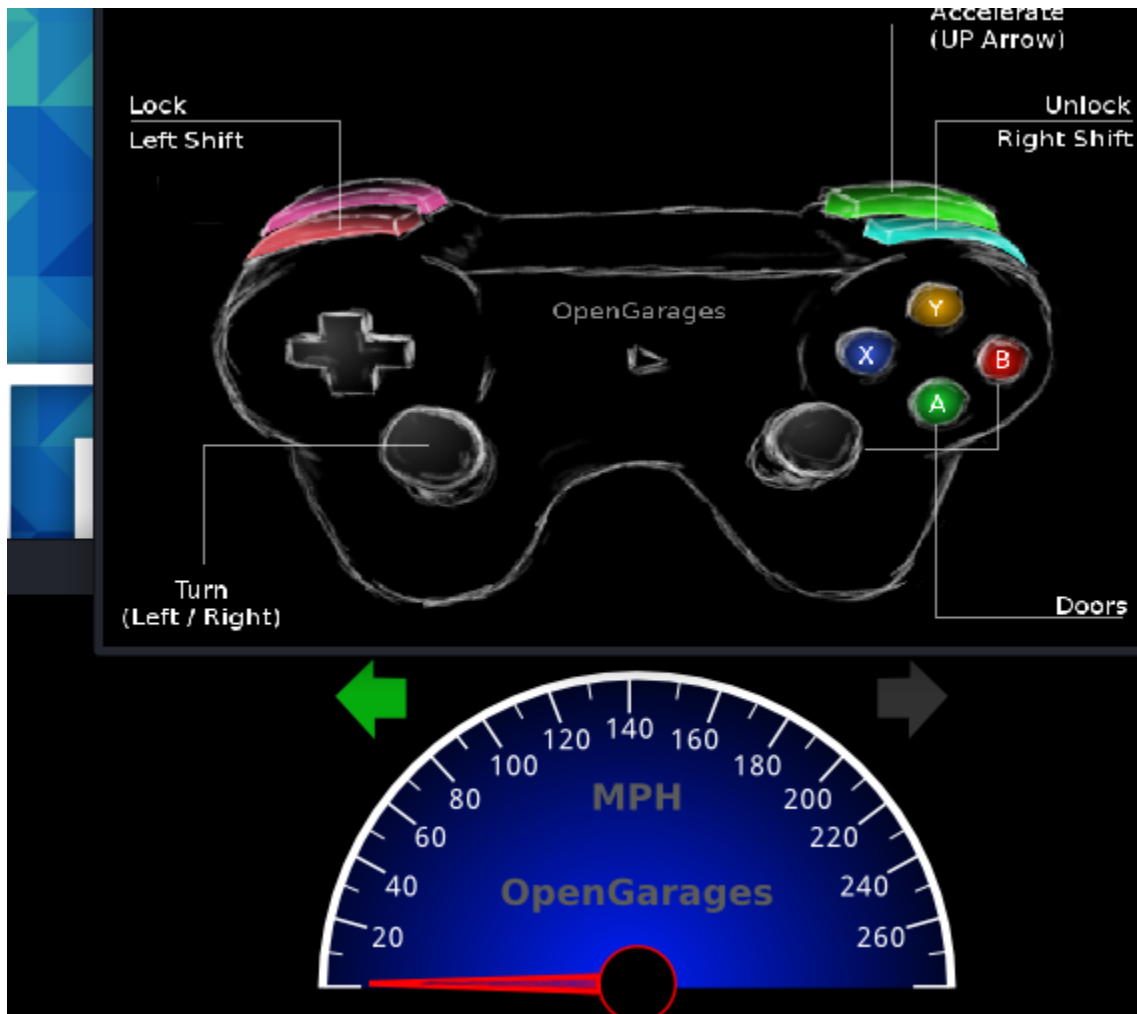 Accelerate
(UP Arrow)
Lock
Left Shift
Unlock
Right Shift
OpenGarages
Y
X
B
A
Turn
(Left / Right)
Doors
20
40
60
80
100
120
140
160
180
200
220
240
260
MPH
OpenGarages